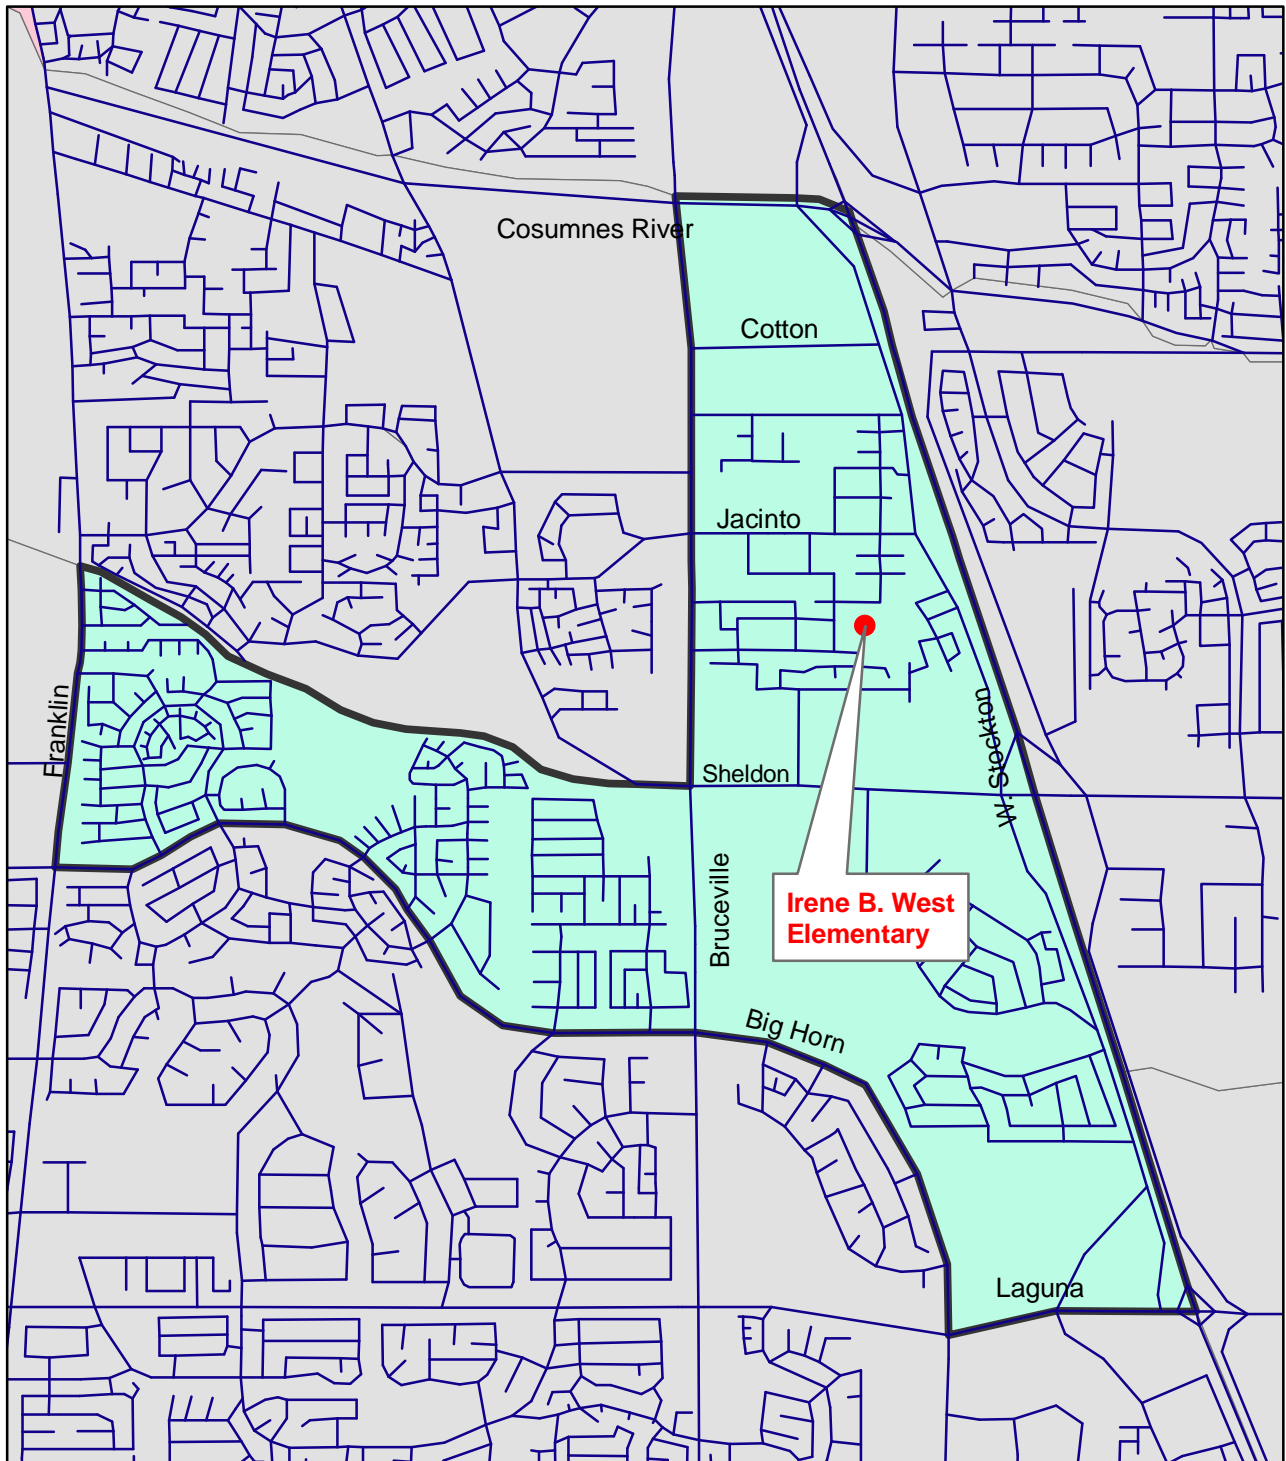 Cosumnes River
Cotton
Jacinto
Franklin
W. Stockton
Sheldon
Bruceville
Irene B. West
Elementary
Big Horn
Laguna